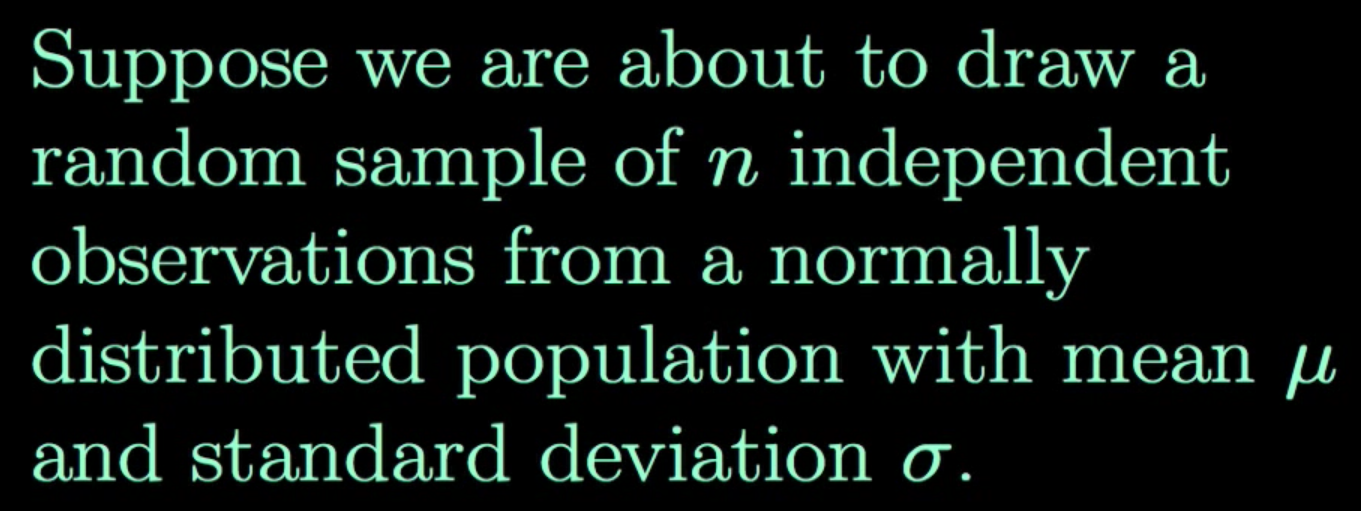 Suppose we are about to draw a
random sample of n independent
observations from a normally
distributed population with mean μ
and standard deviation σ.